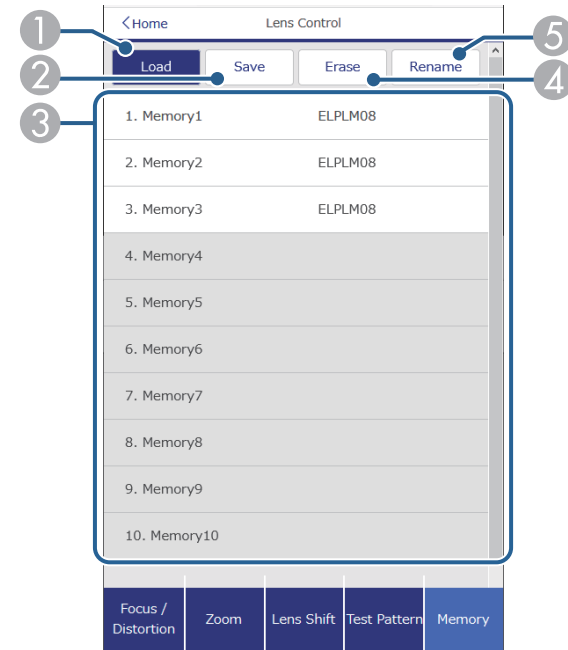 <Home Lens Control
1
2
3
4
5
Load Save Erase Rename
1. Memory1 ELPLM08
2. Memory2 ELPLM08
3. Memory3 ELPLM08
4. Memory4
5. Memory5
6. Memory6
7. Memory7
8. Memory8
9. Memory9
10. Memory10
Focus /
Distortion
Zoom
Lens Shift
Test Pattern
Memory